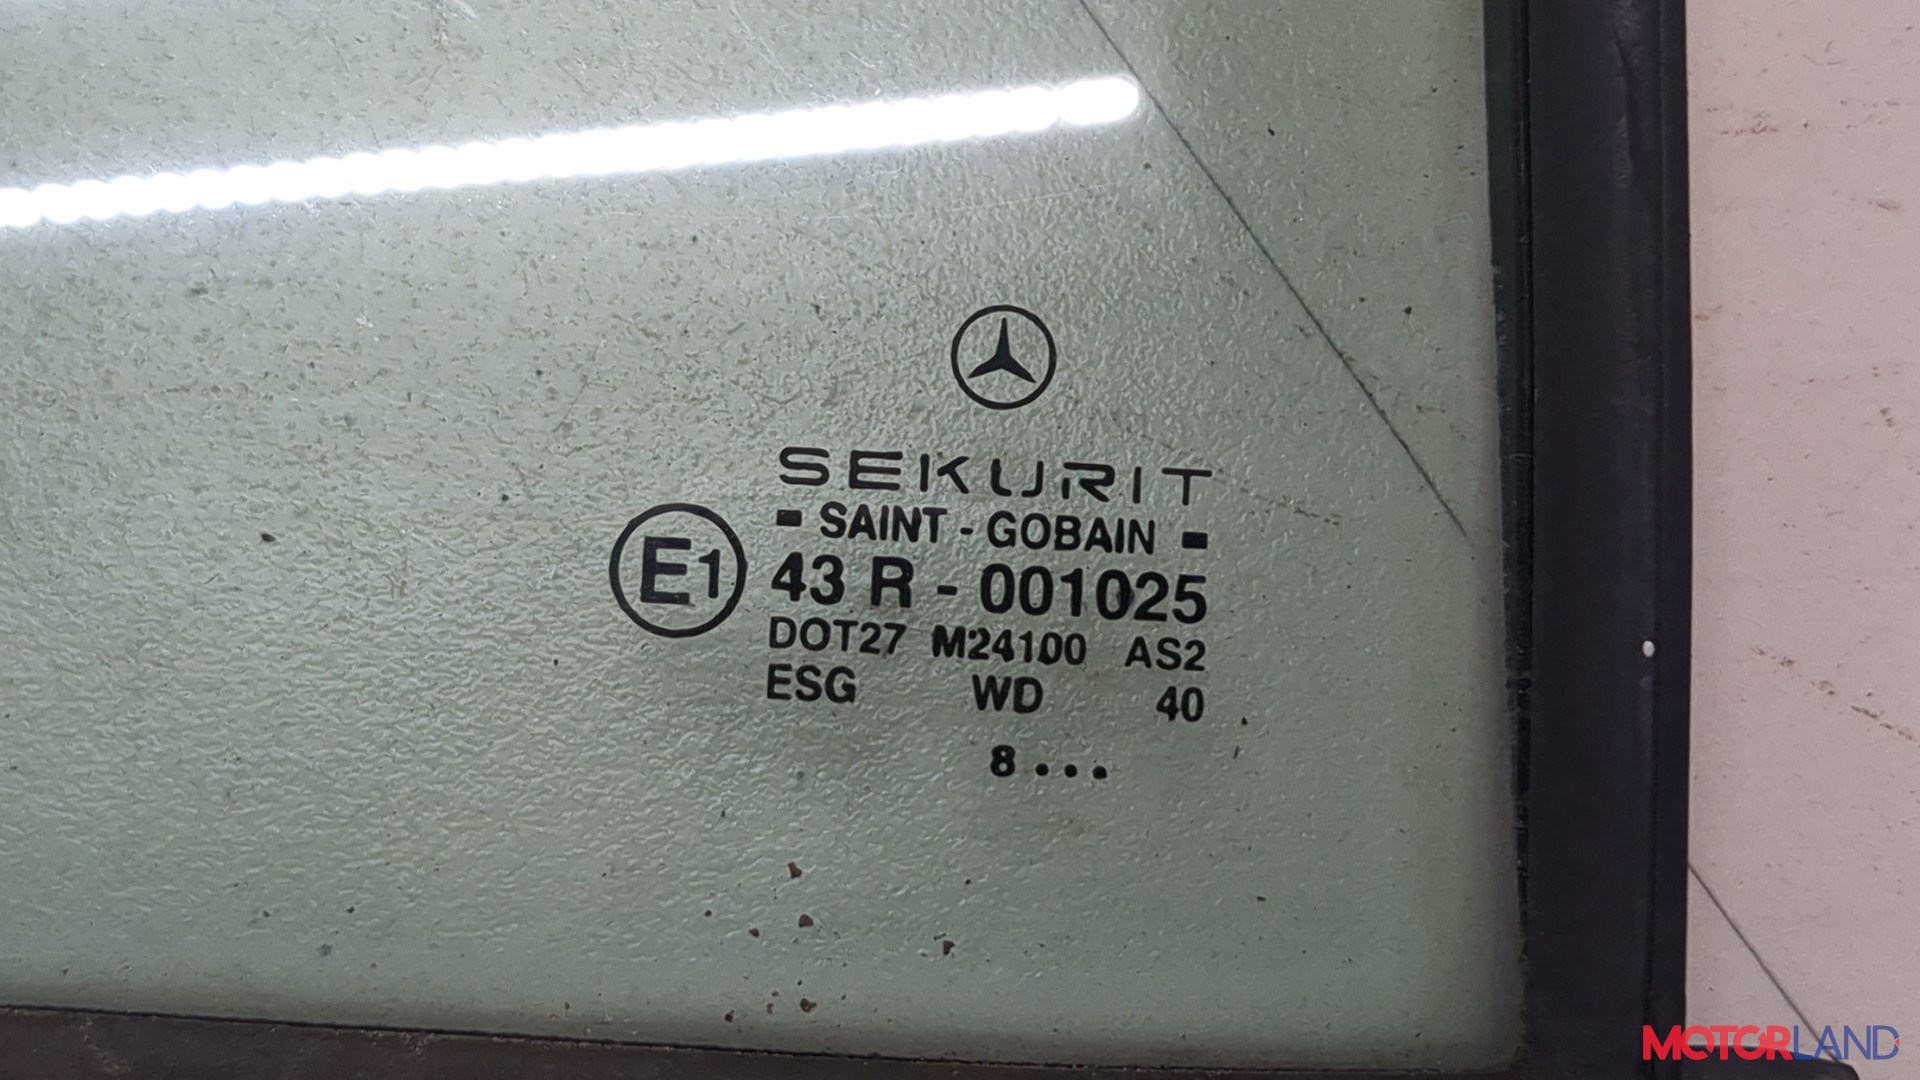 SEKURIT
- SAINT - GOBAIN -
E1 43 R - 001025
DOT27 M24100 AS2
ESG WD 40
8...
MOTORLAND